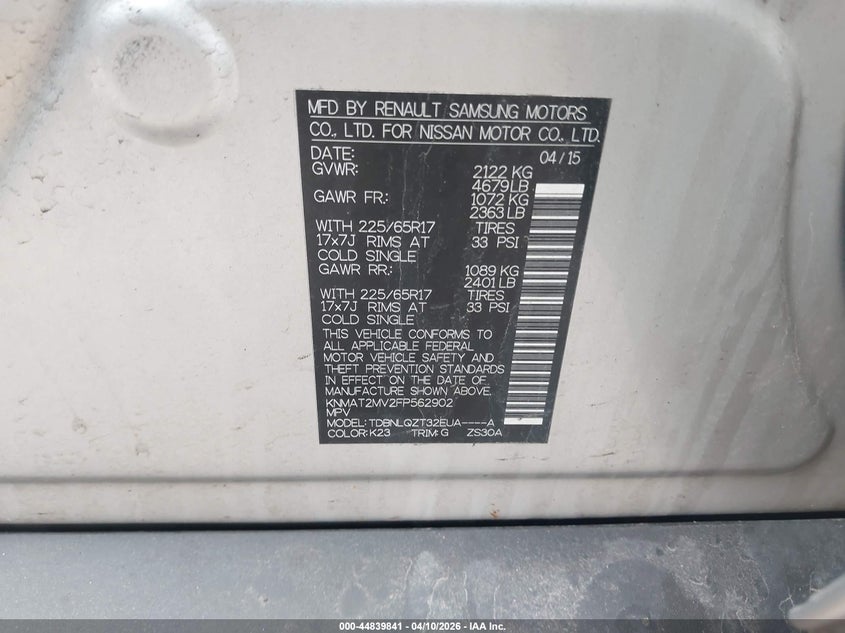 MFD BY RENAULT SAMSUNG MOTORS
CO., LTD. FOR NISSAN MOTOR CO., LTD.
DATE: 04/15
GVWR: 2122 KG
4679 LB
GAWR FR.: 1072 KG
2363 LB
WITH 225/65R17 TIRES
17x7J RIMS AT 33 PSI
COLD SINGLE
GAWR RR.: 1089 KG
2401 LB
WITH 225/65R17 TIRES
17x7J RIMS AT 33 PSI
COLD SINGLE
THIS VEHICLE CONFORMS TO
ALL APPLICABLE FEDERAL
MOTOR VEHICLE SAFETY AND
THEFT PREVENTION STANDARDS
IN EFFECT ON THE DATE OF
MANUFACTURE SHOWN ABOVE.
KNMAT2MV2FP562902
MPV
MODEL: TDBNLQZT32EUA----A
COLOR: K23 TRIM: G ZS30A
000-44839841 - 04/10/2026 - IAA Inc.